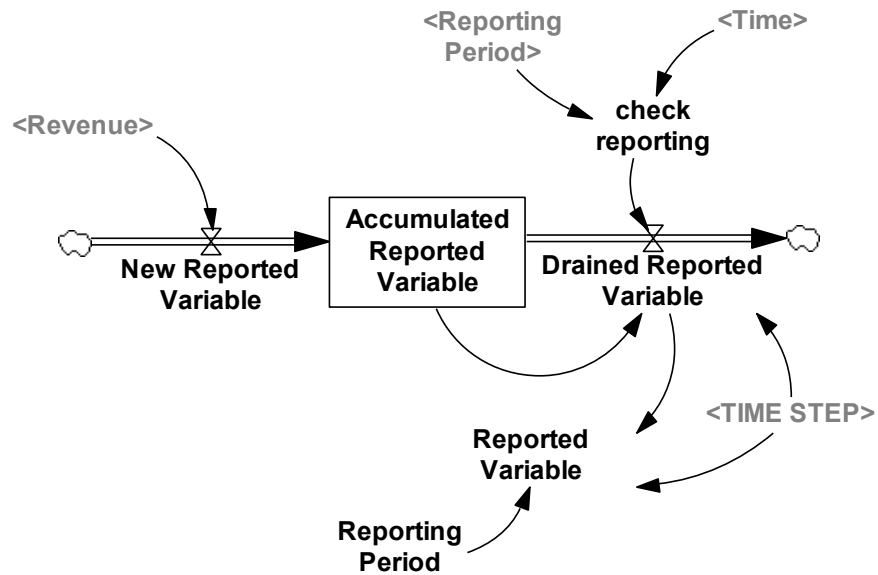 <Reporting
Period>
<Time>
check
reporting
<Revenue>
Accumulated
Reported
Variable
New Reported
Variable
Drained Reported
Variable
<TIME STEP>
Reported
Variable
Reporting
Period